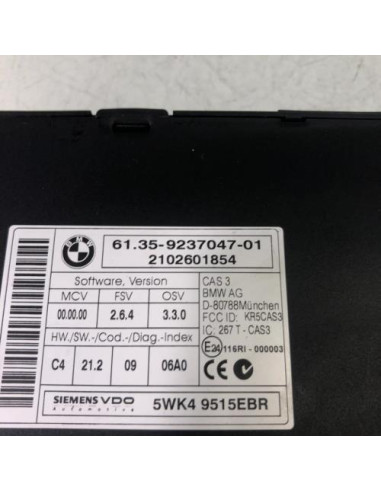 BMW
61.35-9237047-01
2102601854
Software, Version
MCV FSV OSV
00.00.00 2.6.4 3.3.0
HW./SW.-/Cod.-/Diag.-Index
C4 21.2 09 06A0
CAS 3
BMW AG
D-80788München
FCC ID: KR5CAS3
IC: 267 T - CAS3
E24 116RI - 000003
CE
SIEMENS VDO
Automotive
5WK4 9515EBR